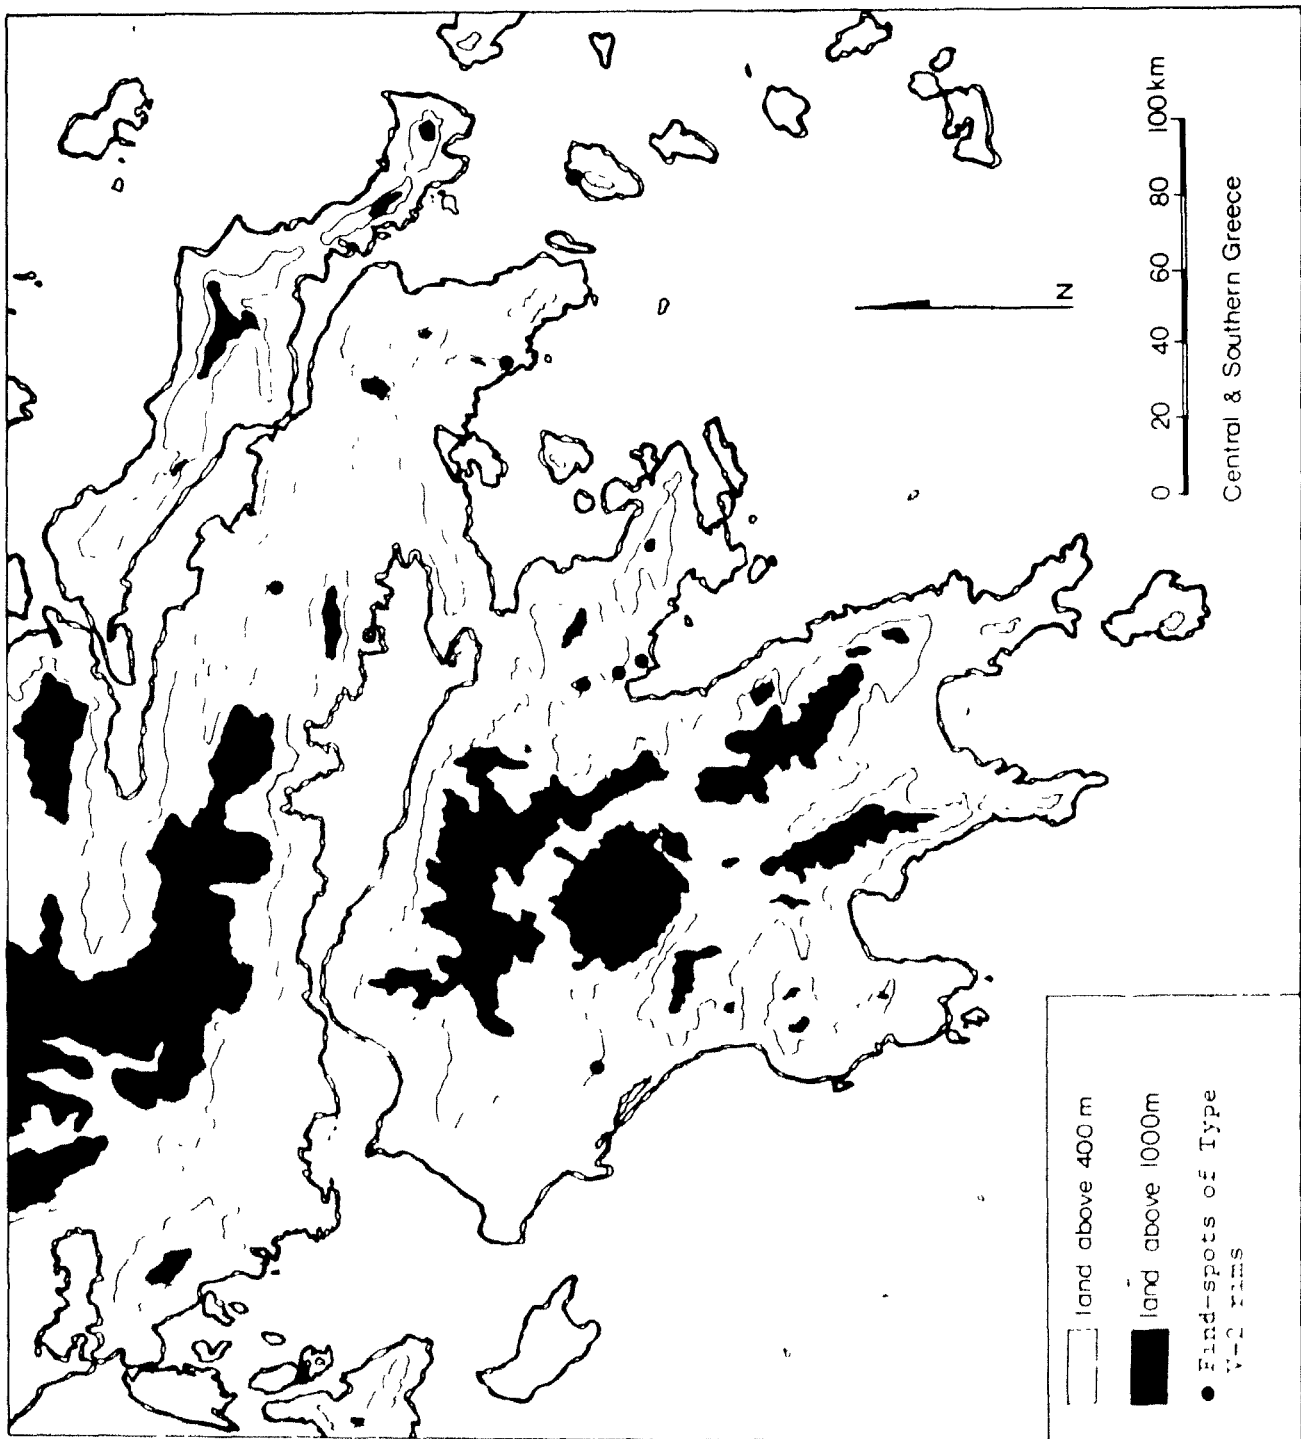 land above 400 m
land above 1000m
Find-spots of Type
V-2 rims
N
0 20 40 60 80 100km
Central & Southern Greece